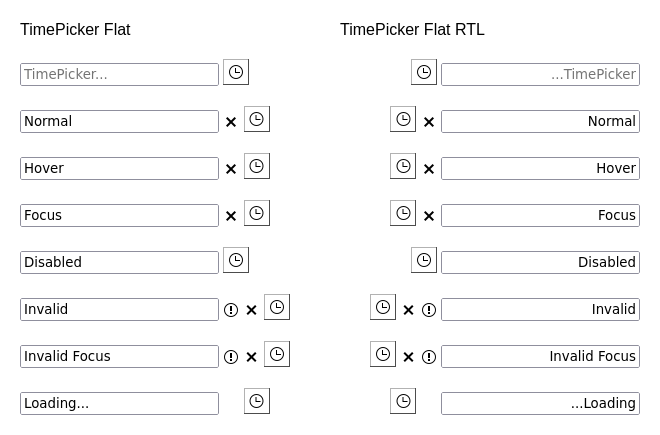 TimePicker Flat
TimePicker...
Normal
Hover
Focus
Disabled
Invalid
Invalid Focus
Loading...
TimePicker Flat RTL
...TimePicker
Normal
Hover
Focus
Disabled
Invalid
Invalid Focus
...Loading